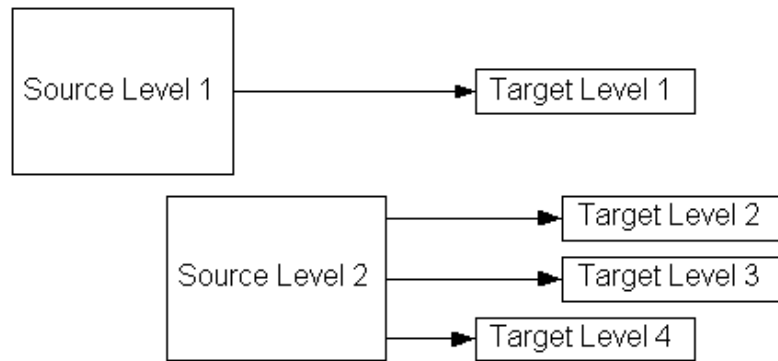 Source Level 1
Target Level 1
Source Level 2
Target Level 2
Target Level 3
Target Level 4